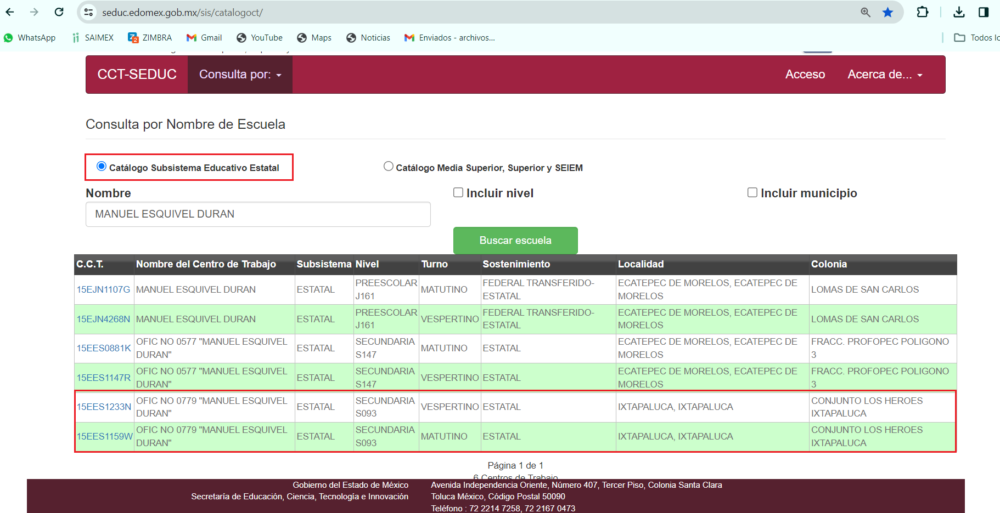 seduc.edomex.gob.mx/sis/catalogoct/
WhatsApp SAIMEX ZIMBRA Gmail YouTube Maps Noticias Enviados - archivos... Todos lo
CCT-SEDUC Consulta por: Acceso Acerca de...
Consulta por Nombre de Escuela
Catálogo Subsistema Educativo Estatal Catálogo Media Superior, Superior y SEIEM
Nombre Incluir nivel Incluir municipio
MANUEL ESQUIVEL DURAN
Buscar escuela
C.C.T. Nombre del Centro de Trabajo Subsistema Nivel Turno Sostenimiento Localidad Colonia
15EJN1107G MANUEL ESQUIVEL DURAN ESTATAL PREESCOLAR J161 MATUTINO FEDERAL TRANSFERIDO-ESTATAL ECATEPEC DE MORELOS, ECATEPEC DE MORELOS LOMAS DE SAN CARLOS
15EJN4268N MANUEL ESQUIVEL DURAN ESTATAL PREESCOLAR J161 VESPERTINO FEDERAL TRANSFERIDO-ESTATAL ECATEPEC DE MORELOS, ECATEPEC DE MORELOS LOMAS DE SAN CARLOS
15EES0881K OFIC NO 0577 "MANUEL ESQUIVEL DURAN" ESTATAL SECUNDARIA S147 MATUTINO ESTATAL ECATEPEC DE MORELOS, ECATEPEC DE MORELOS FRACC. PROFOPEC POLIGONO 3
15EES1147R OFIC NO 0577 "MANUEL ESQUIVEL DURAN" ESTATAL SECUNDARIA S147 VESPERTINO ESTATAL ECATEPEC DE MORELOS, ECATEPEC DE MORELOS FRACC. PROFOPEC POLIGONO 3
15EES1233N OFIC NO 0779 "MANUEL ESQUIVEL DURAN" ESTATAL SECUNDARIA S093 VESPERTINO ESTATAL IXTAPALUCA, IXTAPALUCA CONJUNTO LOS HEROES IXTAPALUCA
15EES1159W OFIC NO 0779 "MANUEL ESQUIVEL DURAN" ESTATAL SECUNDARIA S093 MATUTINO ESTATAL IXTAPALUCA, IXTAPALUCA CONJUNTO LOS HEROES IXTAPALUCA
Página 1 de 1
6 Centros de Trabajo
Gobierno del Estado de México
Secretaría de Educación, Ciencia, Tecnología e Innovación
Avenida Independencia Oriente, Número 407, Tercer Piso, Colonia Santa Clara
Toluca México, Código Postal 50090
Teléfono : 72 2214 7258, 72 2167 0473